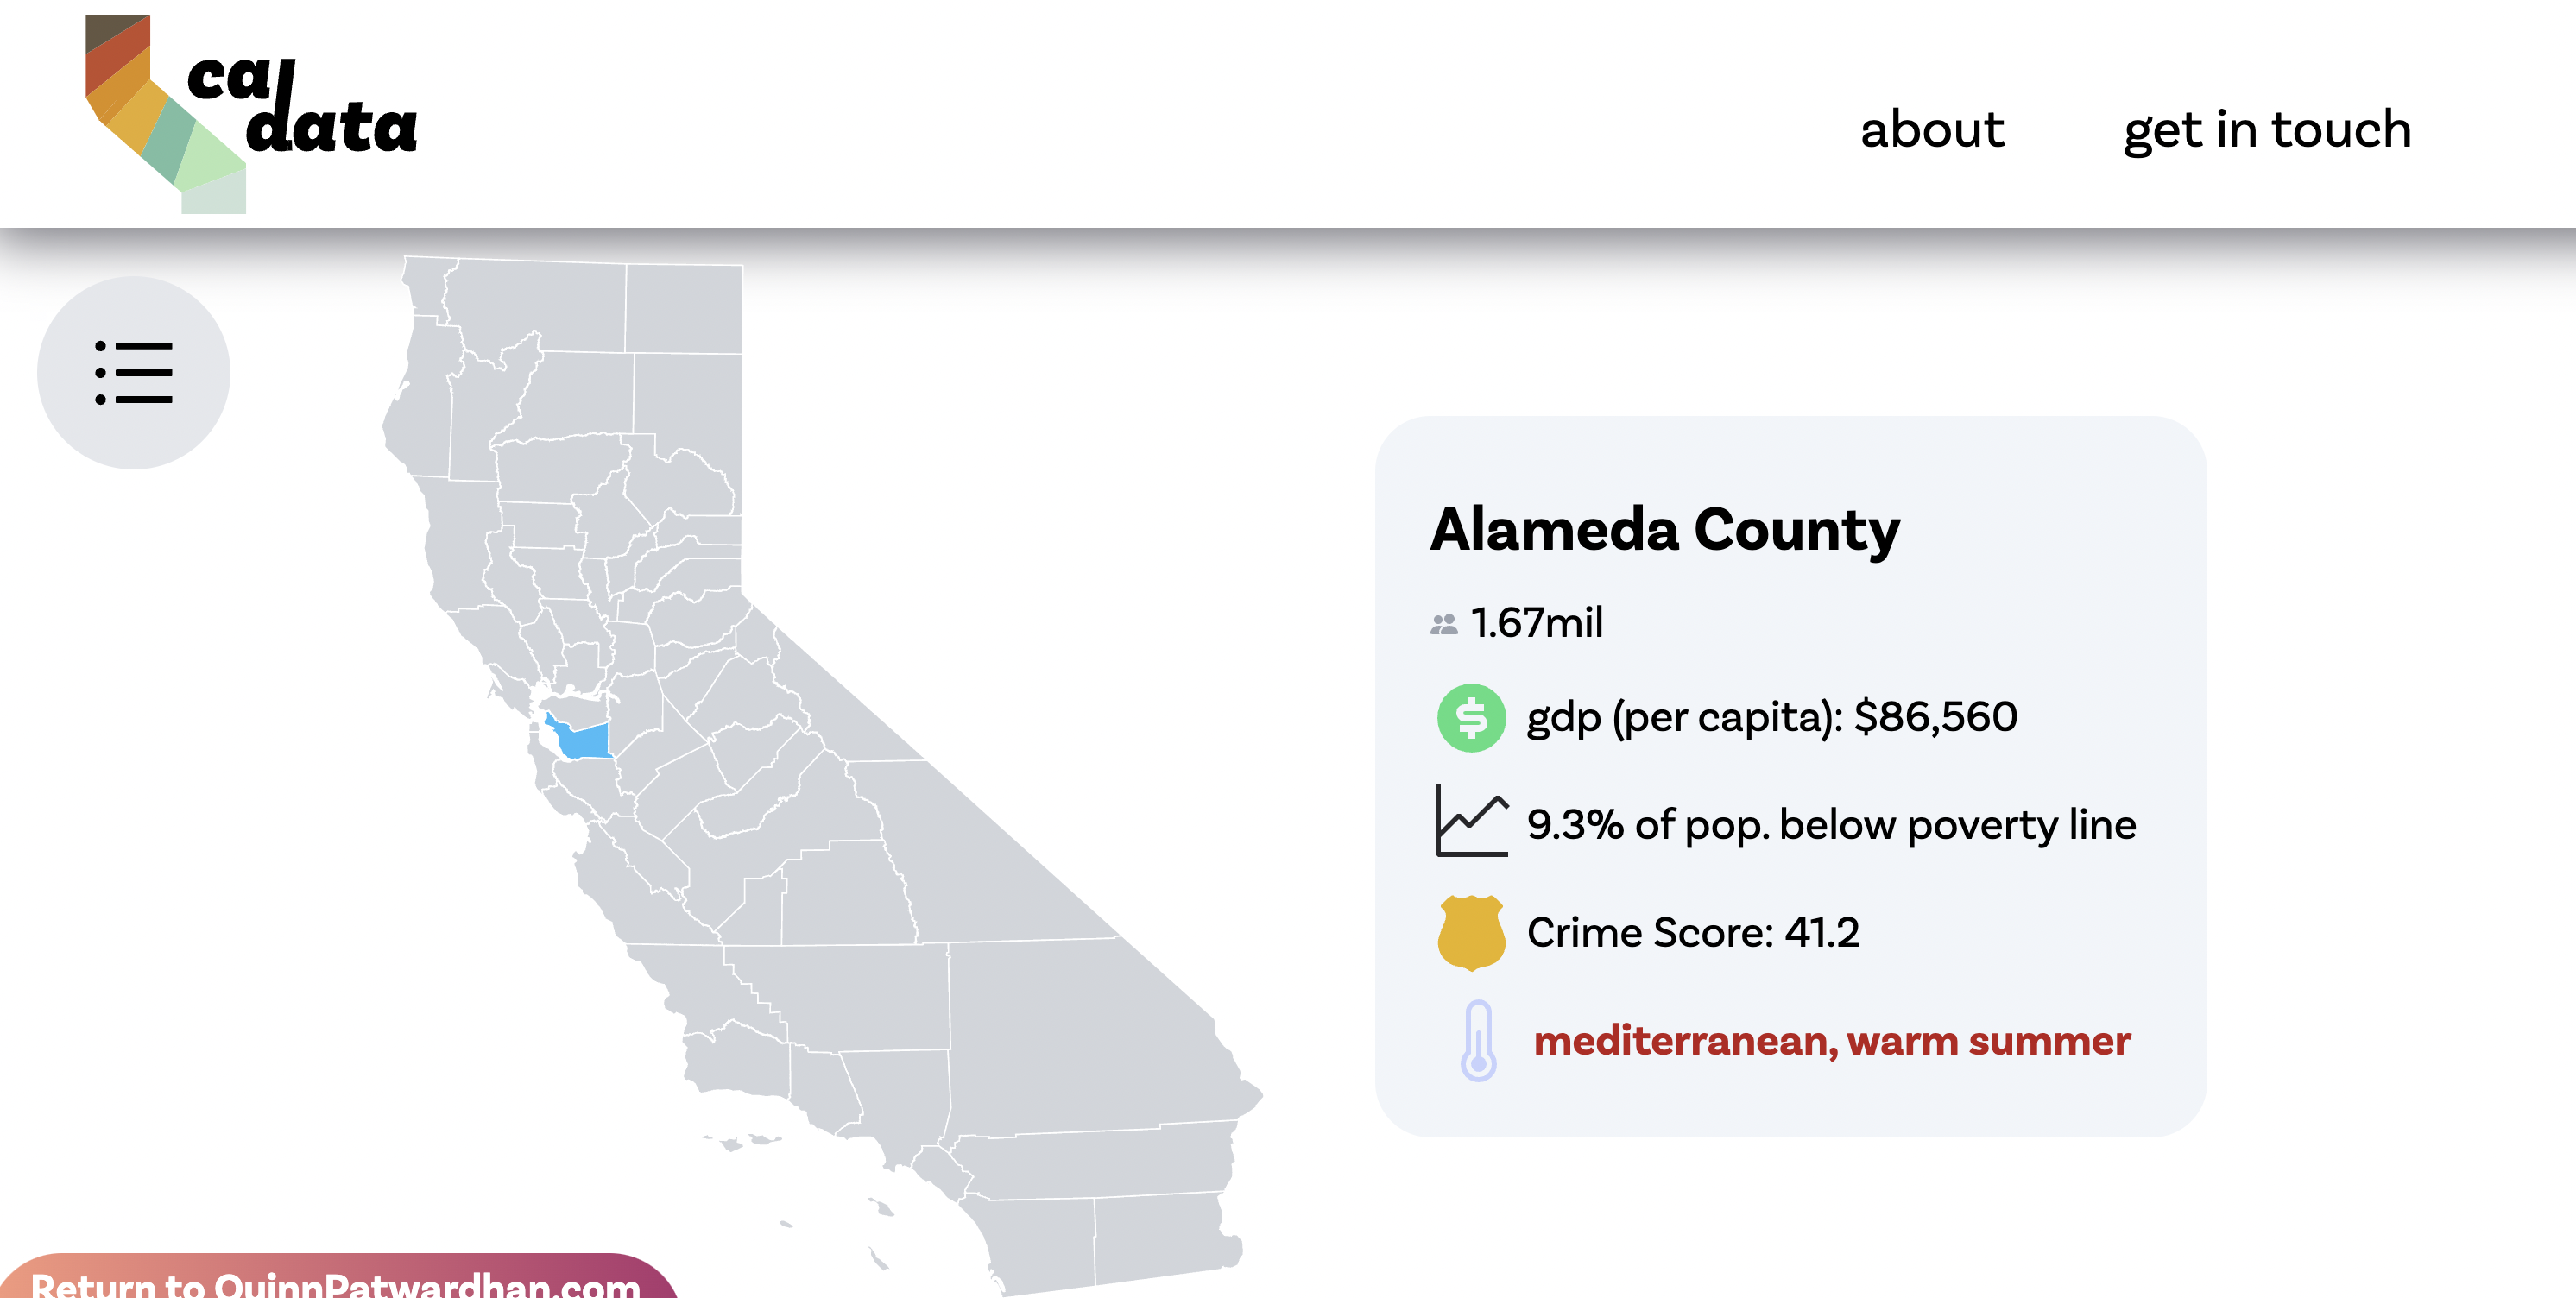 cal
data
about
get in touch
Alameda County
1.67mil
gdp (per capita): $86,560
9.3% of pop. below poverty line
Crime Score: 41.2
mediterranean, warm summer
Return to QuinnPatwardhan.com